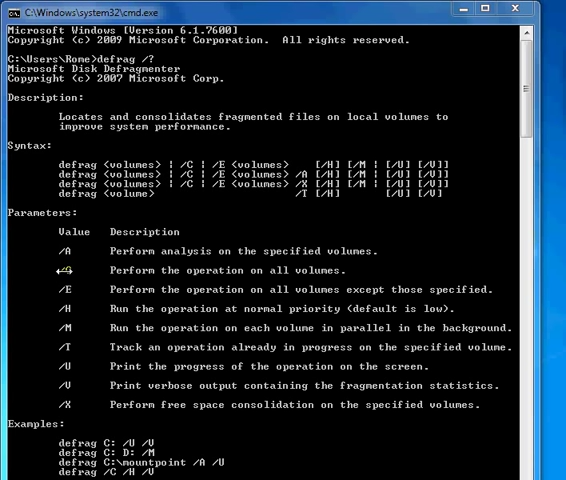 C:\Windows\system32\cmd.exe
Microsoft Windows [Version 6.1.7600]
Copyright (c) 2009 Microsoft Corporation.  All rights reserved.
C:\Users\Rome>defrag /?
Microsoft Disk Defragmenter
Copyright (c) 2007 Microsoft Corp.
Description:
Locates and consolidates fragmented files on local volumes to
improve system performance.
Syntax:
defrag <volumes> | /C | /E <volumes>    [/H] [/M | [/U] [/V]]
defrag <volumes> | /C | /E <volumes> /A [/H] [/M | [/U] [/V]]
defrag <volumes> | /C | /E <volumes> /X [/H] [/M | [/U] [/V]]
defrag <volume> /T [/H] [/U] [/V]
Parameters:
Value Description
/A Perform analysis on the specified volumes.
/C Perform the operation on all volumes.
/E Perform the operation on all volumes except those specified.
/H Run the operation at normal priority (default is low).
/M Run the operation on each volume in parallel in the background.
/T Track an operation already in progress on the specified volume.
/U Print the progress of the operation on the screen.
/V Print verbose output containing the fragmentation statistics.
/X Perform free space consolidation on the specified volumes.
Examples:
defrag C: /U /V
defrag C: D: /M
defrag C:\mountpoint /A /U
defrag /C /H /V